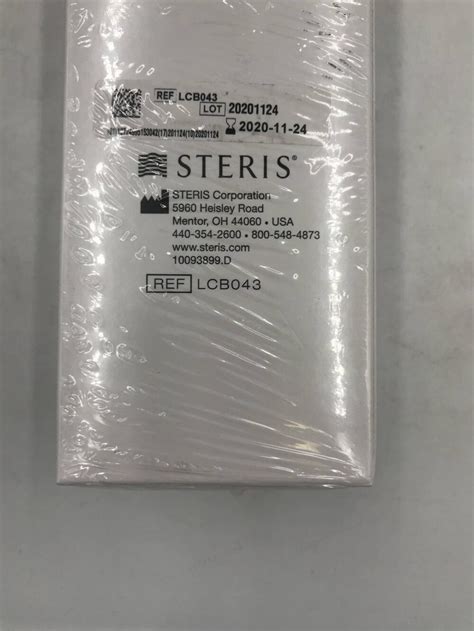 REF LCB043
LOT 20201124
2020-11-24
STERIS®
STERIS Corporation
5960 Heisley Road
Mentor, OH 44060 • USA
440-354-2600 • 800-548-4873
www.steris.com
10093899.D
REF LCB043